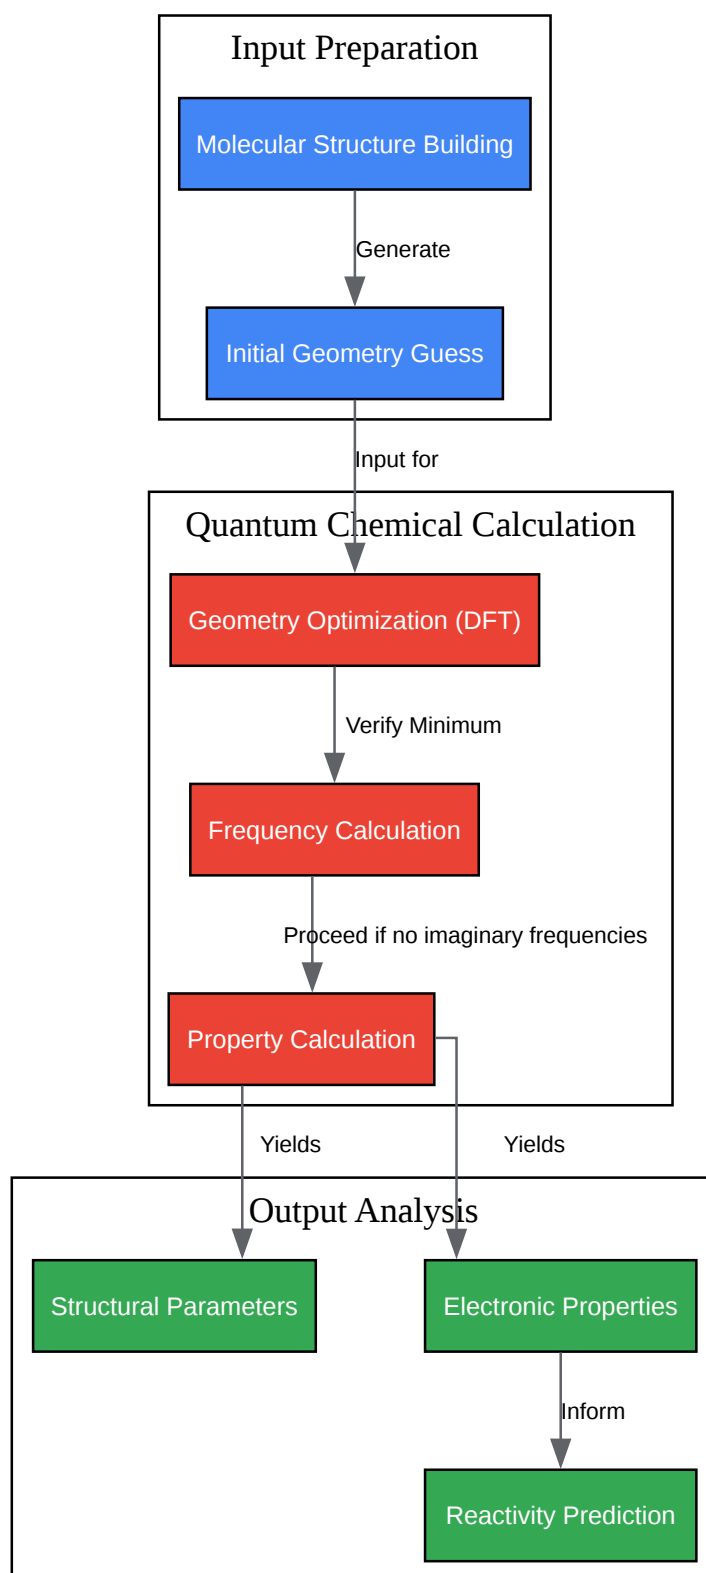 Input Preparation
Molecular Structure Building
Generate
Initial Geometry Guess
Input for
Quantum Chemical Calculation
Geometry Optimization (DFT)
Verify Minimum
Frequency Calculation
Proceed if no imaginary frequencies
Property Calculation
Yields
Yields
Output Analysis
Structural Parameters
Electronic Properties
Inform
Reactivity Prediction